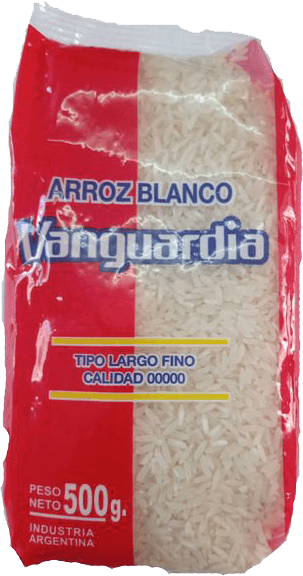 ARROZ BLANCO
Vanguardia
TIPO LARGO FINO
CALIDAD 00000
PESO
NETO 500g.
INDUSTRIA
ARGENTINA